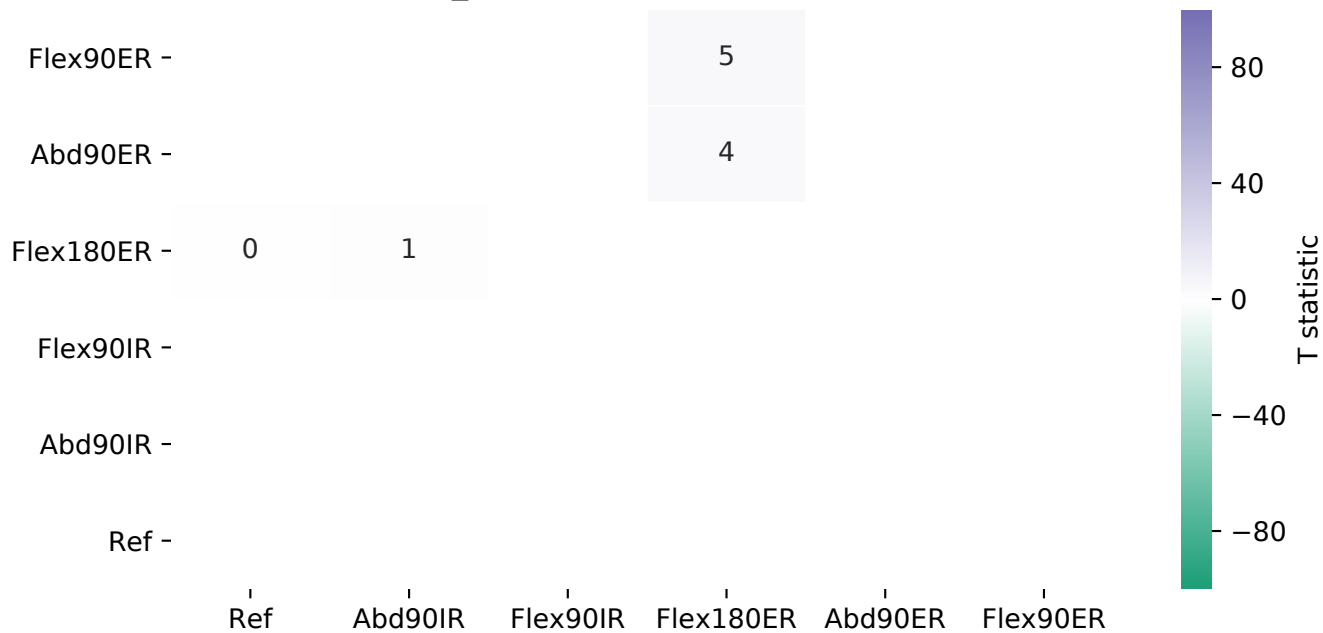 Flex90ER
5
Abd90ER
4
Flex180ER
0
1
Flex90IR
Abd90IR
Ref
Ref
Abd90IR
Flex90IR
Flex180ER
Abd90ER
Flex90ER
80
40
0
−40
−80
T statistic